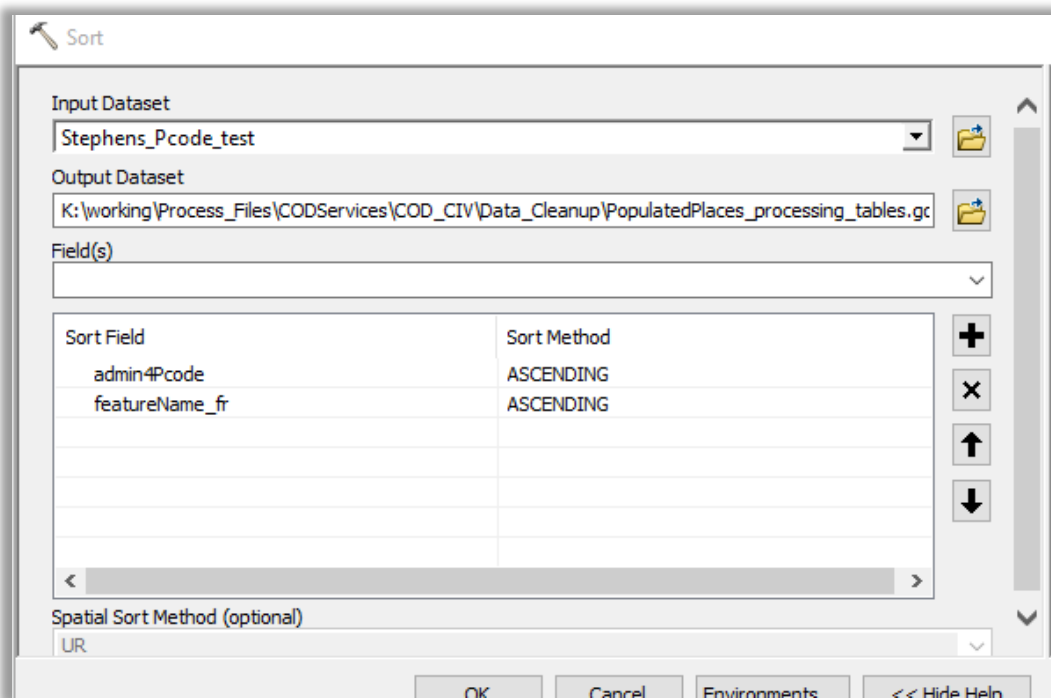 Sort
Input Dataset
Stephens_Pcode_test
Output Dataset
K:\working\Process_Files\CODServices\COD_CIV\Data_Cleanup\PopulatedPlaces_processing_tables.gd
Field(s)
Sort Field Sort Method
admin4Pcode ASCENDING
featureName_fr ASCENDING
Spatial Sort Method (optional)
UR
OK Cancel Environments... << Hide Help